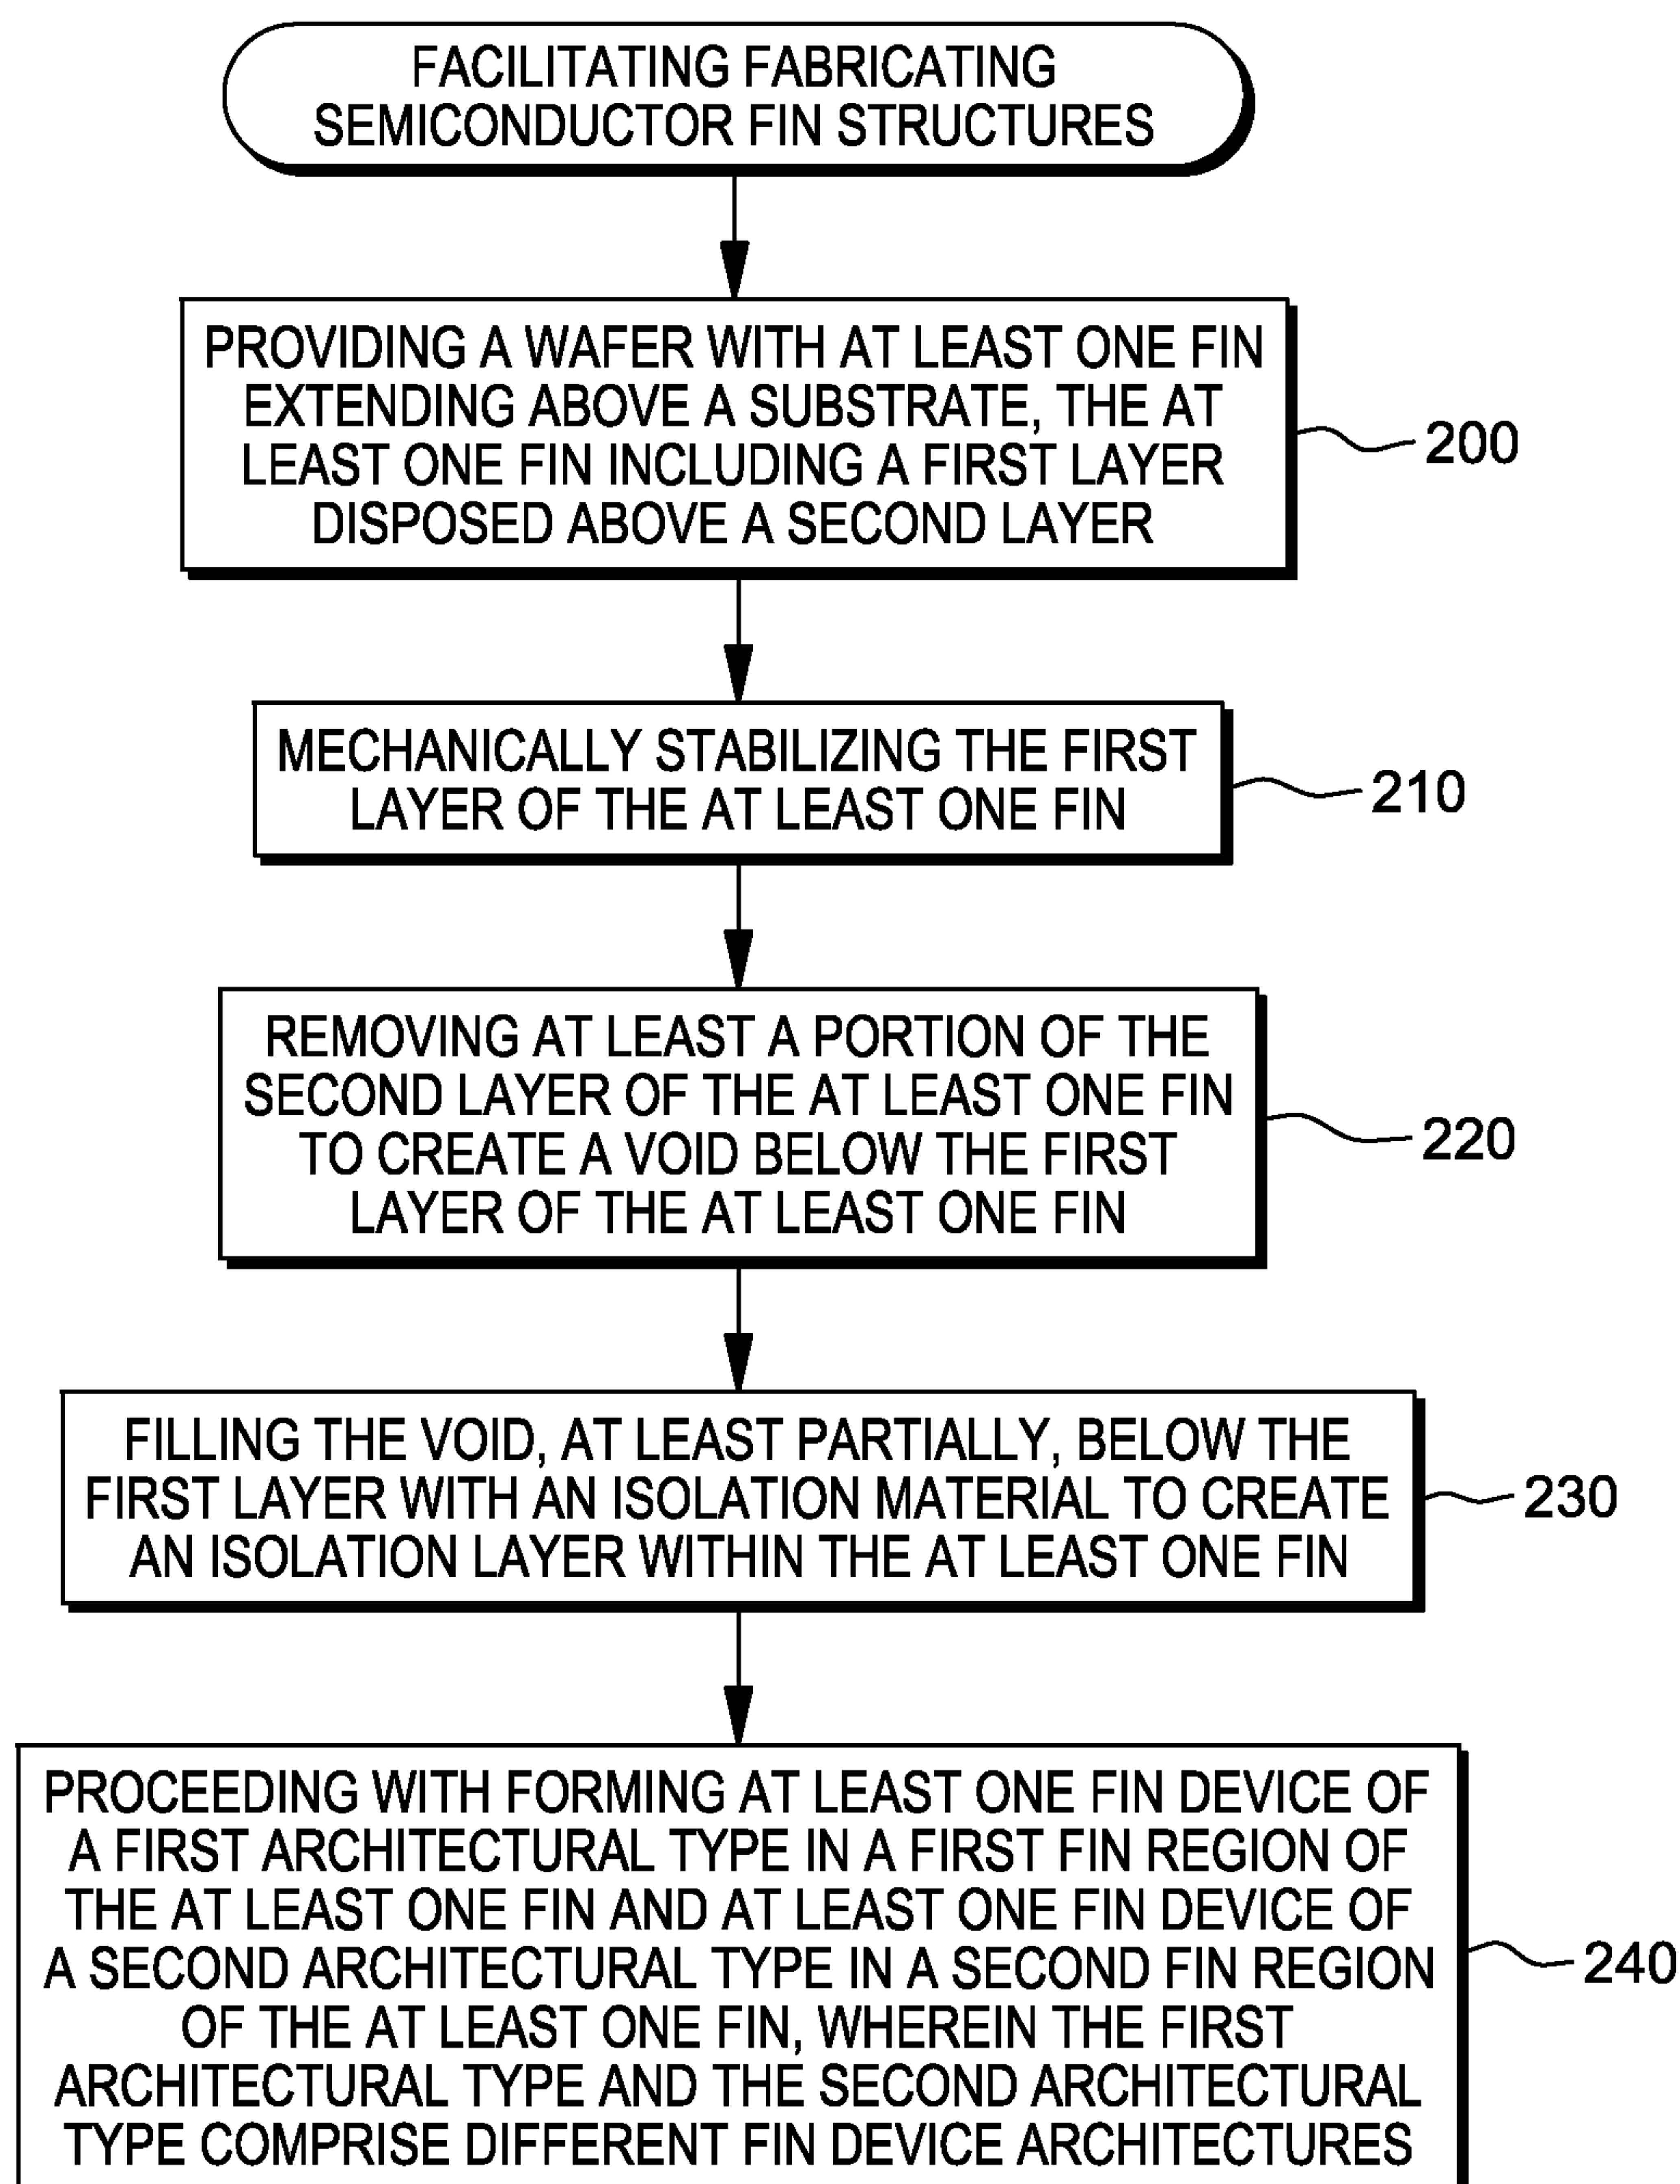 FACILITATING FABRICATING
SEMICONDUCTOR FIN STRUCTURES
PROVIDING A WAFER WITH AT LEAST ONE FIN
EXTENDING ABOVE A SUBSTRATE, THE AT
LEAST ONE FIN INCLUDING A FIRST LAYER
DISPOSED ABOVE A SECOND LAYER
200
MECHANICALLY STABILIZING THE FIRST
LAYER OF THE AT LEAST ONE FIN
210
REMOVING AT LEAST A PORTION OF THE
SECOND LAYER OF THE AT LEAST ONE FIN
TO CREATE A VOID BELOW THE FIRST
LAYER OF THE AT LEAST ONE FIN
220
FILLING THE VOID, AT LEAST PARTIALLY, BELOW THE
FIRST LAYER WITH AN ISOLATION MATERIAL TO CREATE
AN ISOLATION LAYER WITHIN THE AT LEAST ONE FIN
230
PROCEEDING WITH FORMING AT LEAST ONE FIN DEVICE OF
A FIRST ARCHITECTURAL TYPE IN A FIRST FIN REGION OF
THE AT LEAST ONE FIN AND AT LEAST ONE FIN DEVICE OF
A SECOND ARCHITECTURAL TYPE IN A SECOND FIN REGION
OF THE AT LEAST ONE FIN, WHEREIN THE FIRST
ARCHITECTURAL TYPE AND THE SECOND ARCHITECTURAL
TYPE COMPRISE DIFFERENT FIN DEVICE ARCHITECTURES
240